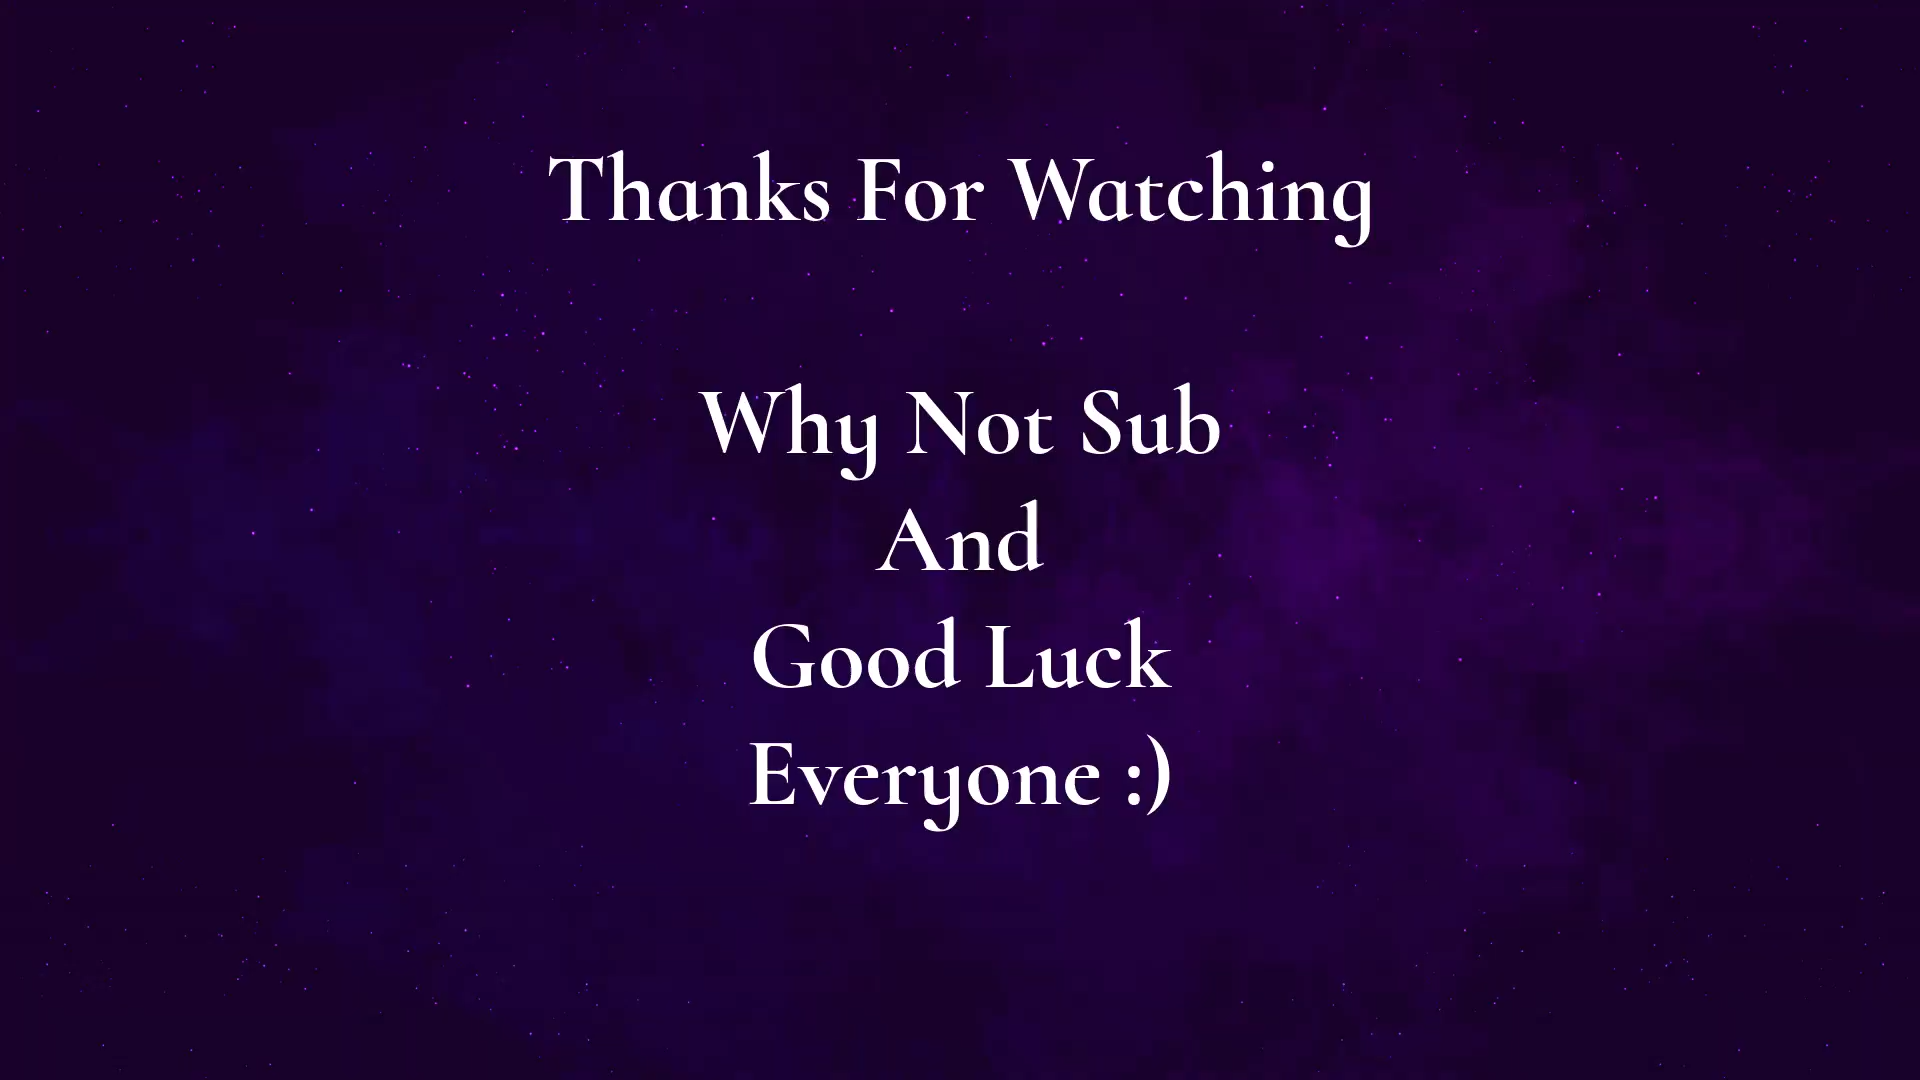 Thanks For Watching
Why Not Sub
And
Good Luck
Everyone :)